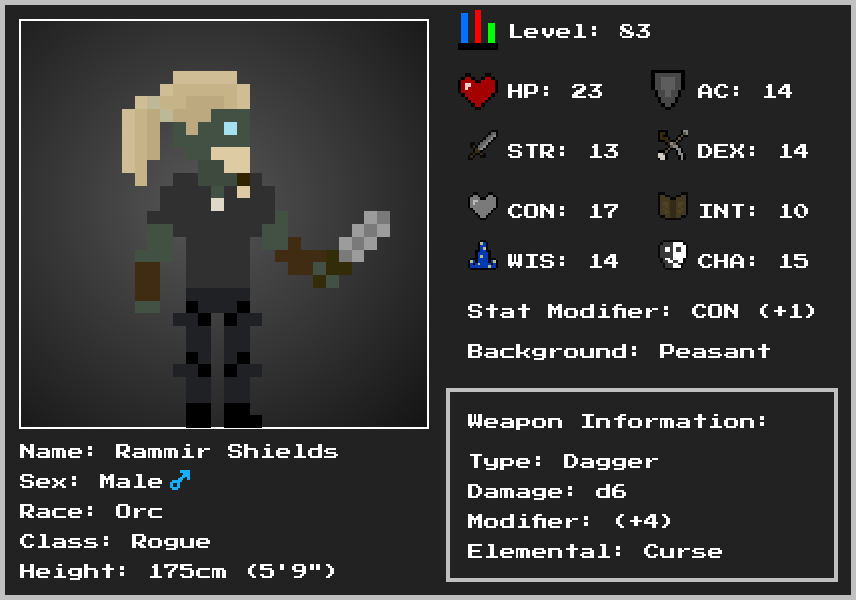 Level: 83
HP: 23
AC: 14
STR: 13
DEX: 14
CON: 17
INT: 10
WIS: 14
CHA: 15
Stat Modifier: CON (+1)
Background: Peasant
Weapon Information:
Type: Dagger
Damage: d6
Modifier: (+4)
Elemental: Curse
Name: Rammir Shields
Sex: Male ♂
Race: Orc
Class: Rogue
Height: 175cm (5'9")